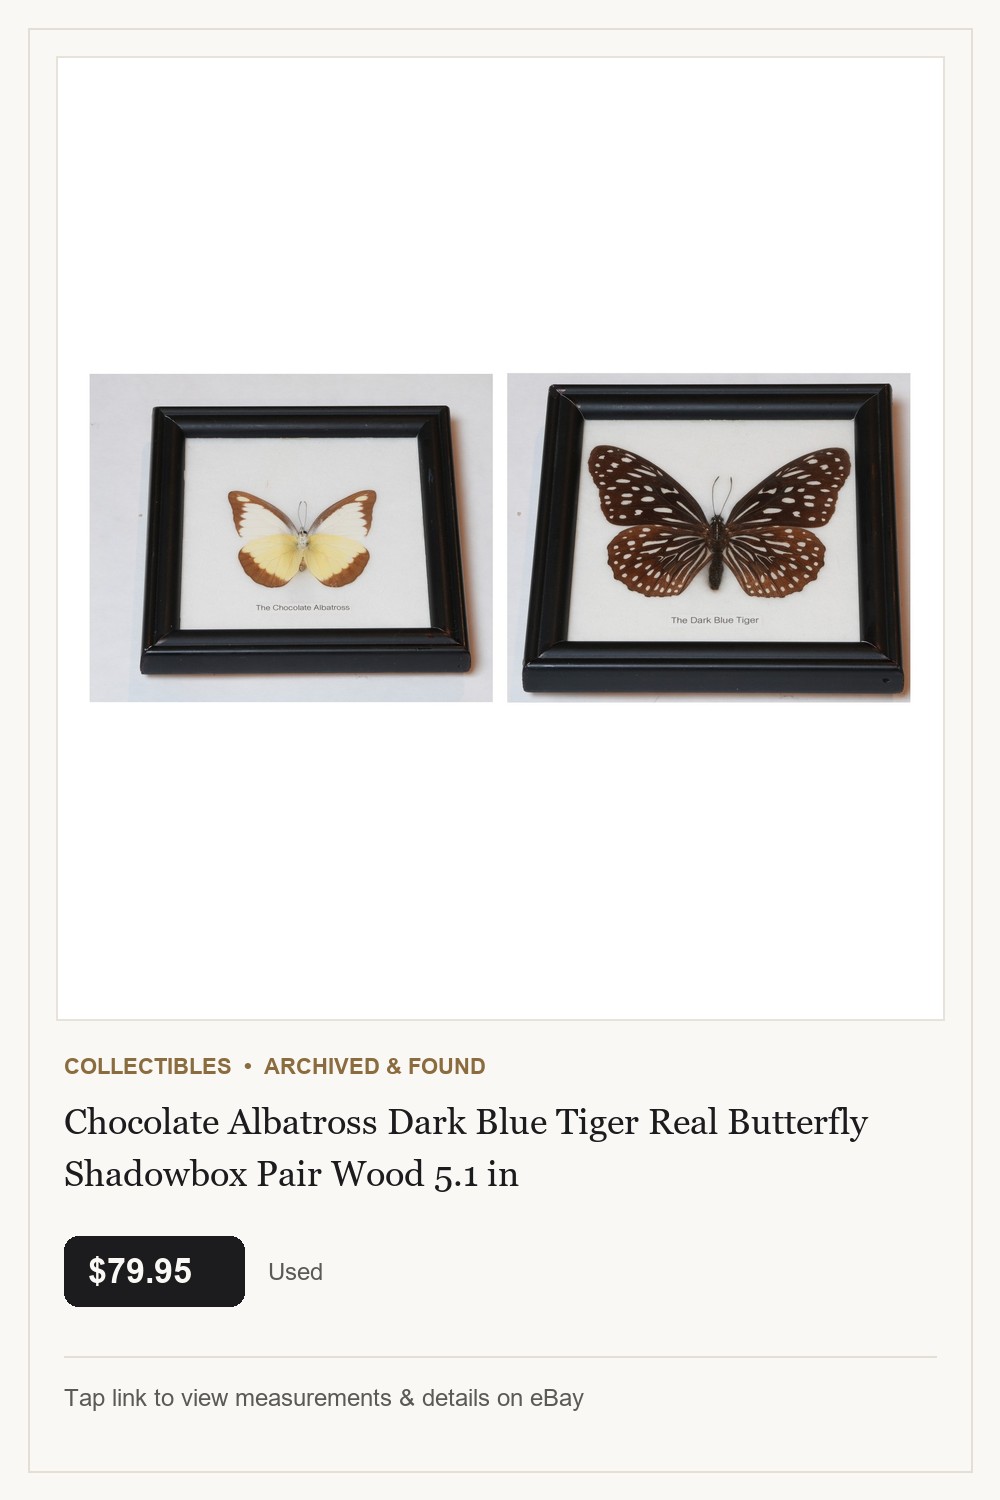 The Chocolate Albatross
The Dark Blue Tiger
COLLECTIBLES • ARCHIVED & FOUND
Chocolate Albatross Dark Blue Tiger Real Butterfly
Shadowbox Pair Wood 5.1 in
$79.95 Used
Tap link to view measurements & details on eBay